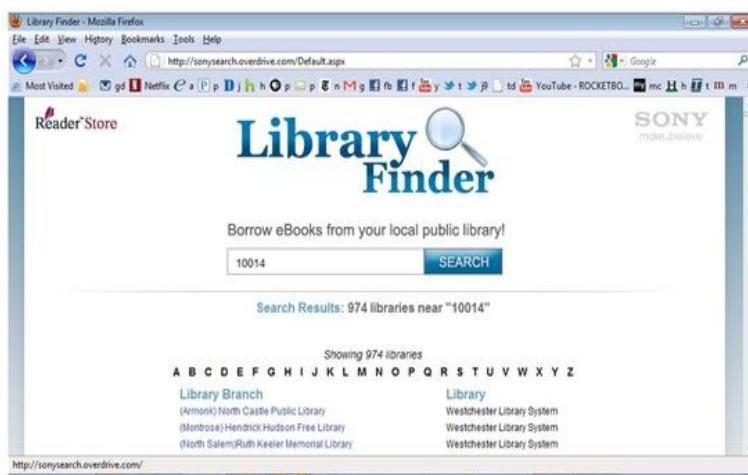 Library Finder - Mozilla Firefox
File Edit View History Bookmarks Tools Help
http://sonysearch.overdrive.com/Default.aspx Google
Most Visited gd Netflix a p j h p p n g fb f y t td YouTube - ROCKETBO... mc h t m
Reader Store SONY
make.believe
Library
Finder
Borrow eBooks from your local public library!
10014 SEARCH
Search Results: 974 libraries near "10014"
Showing 974 libraries
A B C D E F G H I J K L M N O P Q R S T U V W X Y Z
Library Branch Library
(Armonk) North Castle Public Library Westchester Library System
(Montrose) Hendrick Hudson Free Library Westchester Library System
(North Salem)Ruth Keeler Memorial Library Westchester Library System
http://sonysearch.overdrive.com/